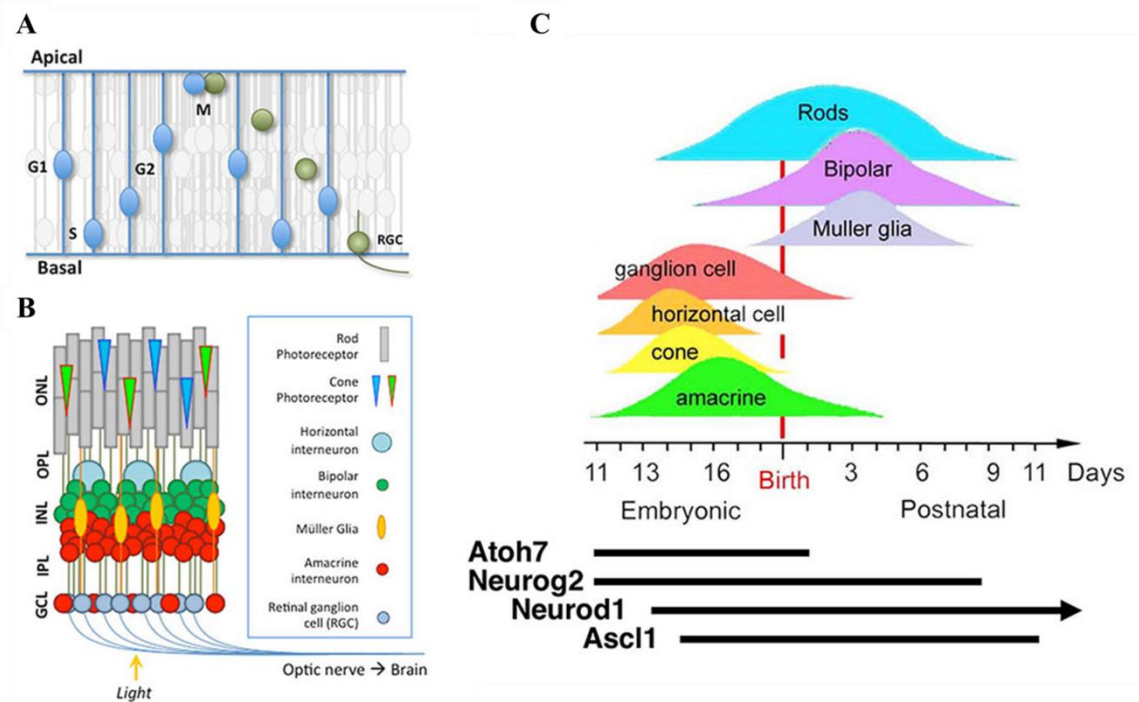 A
Apical
M
G1
G2
S
RGC
Basal
B
ONL
OPL
INL
IPL
GCL
Rod
Photoreceptor
Cone
Photoreceptor
Horizontal
interneuron
Bipolar
interneuron
Müller Glia
Amacrine
interneuron
Retinal ganglion
cell (RGC)
Optic nerve → Brain
Light
C
Rods
Bipolar
Muller glia
ganglion cell
horizontal cell
cone
amacrine
11 13 16 Birth 3 6 9 11 Days
Embryonic Postnatal
Atoh7
Neurog2
Neurod1
Ascl1